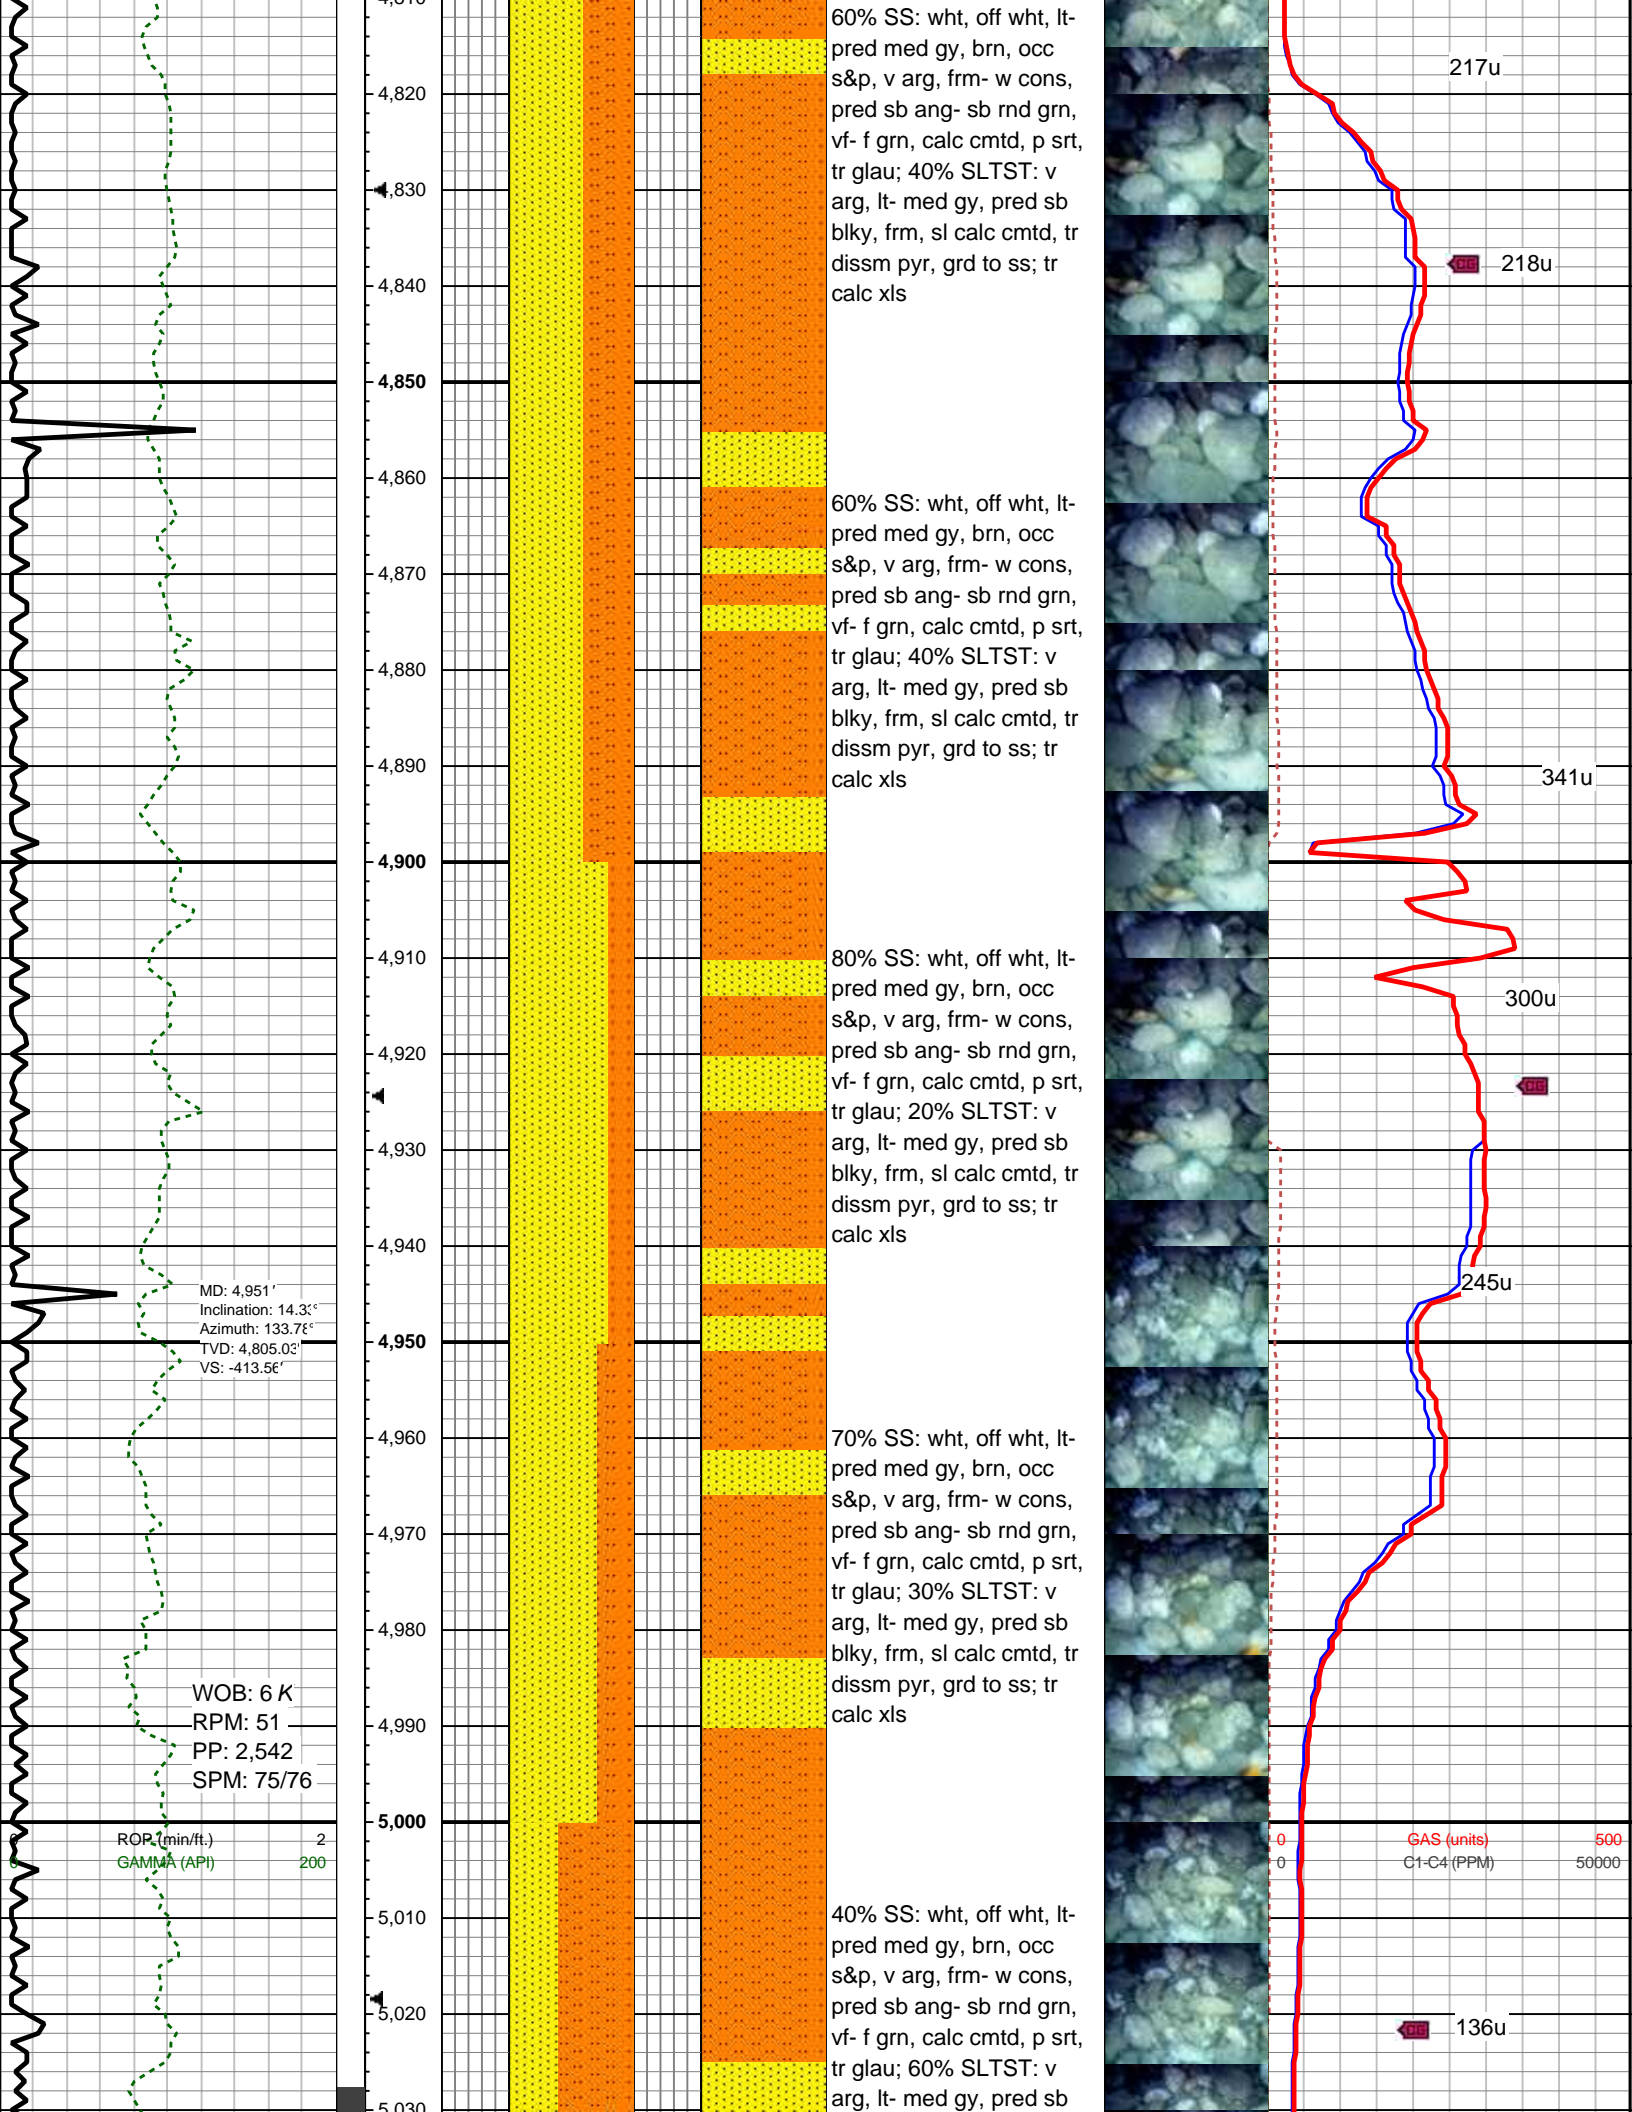 4,820
4,830
4,840
4,850
4,860
4,870
4,880
4,890
4,900
4,910
4,920
4,930
4,940
4,950
4,960
4,970
4,980
4,990
5,000
5,010
5,020
5,030
MD: 4,951'
Inclination: 14.33°
Azimuth: 133.78°
TVD: 4,805.03'
VS: -413.56'
WOB: 6 K
RPM: 51
PP: 2,542
SPM: 75/76
0 ROP (min/ft.) 2
0 GAMMA (API) 200
60% SS: wht, off wht, lt-
pred med gy, brn, occ
s&p, v arg, frm- w cons,
pred sb ang- sb rnd grn,
vf- f grn, calc cmtd, p srt,
tr glau; 40% SLTST: v
arg, lt- med gy, pred sb
blky, frm, sl calc cmtd, tr
dissm pyr, grd to ss; tr
calc xls
60% SS: wht, off wht, lt-
pred med gy, brn, occ
s&p, v arg, frm- w cons,
pred sb ang- sb rnd grn,
vf- f grn, calc cmtd, p srt,
tr glau; 40% SLTST: v
arg, lt- med gy, pred sb
blky, frm, sl calc cmtd, tr
dissm pyr, grd to ss; tr
calc xls
80% SS: wht, off wht, lt-
pred med gy, brn, occ
s&p, v arg, frm- w cons,
pred sb ang- sb rnd grn,
vf- f grn, calc cmtd, p srt,
tr glau; 20% SLTST: v
arg, lt- med gy, pred sb
blky, frm, sl calc cmtd, tr
dissm pyr, grd to ss; tr
calc xls
70% SS: wht, off wht, lt-
pred med gy, brn, occ
s&p, v arg, frm- w cons,
pred sb ang- sb rnd grn,
vf- f grn, calc cmtd, p srt,
tr glau; 30% SLTST: v
arg, lt- med gy, pred sb
blky, frm, sl calc cmtd, tr
dissm pyr, grd to ss; tr
calc xls
40% SS: wht, off wht, lt-
pred med gy, brn, occ
s&p, v arg, frm- w cons,
pred sb ang- sb rnd grn,
vf- f grn, calc cmtd, p srt,
tr glau; 60% SLTST: v
arg, lt- med gy, pred sb
217u
CG 218u
341u
300u
CG
245u
0 GAS (units) 500
0 C1-C4 (PPM) 50000
CG 136u